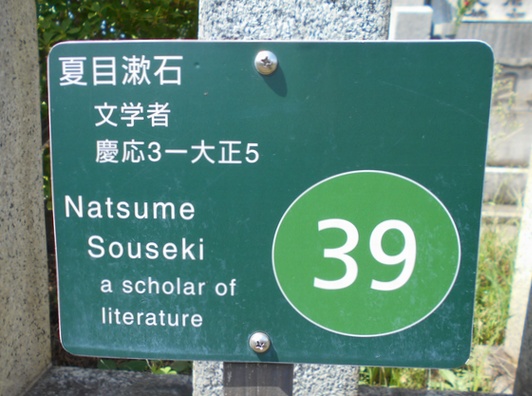 夏目漱石
文学者
慶応3ー大正5
Natsume
Souseki
a scholar of
literature
39